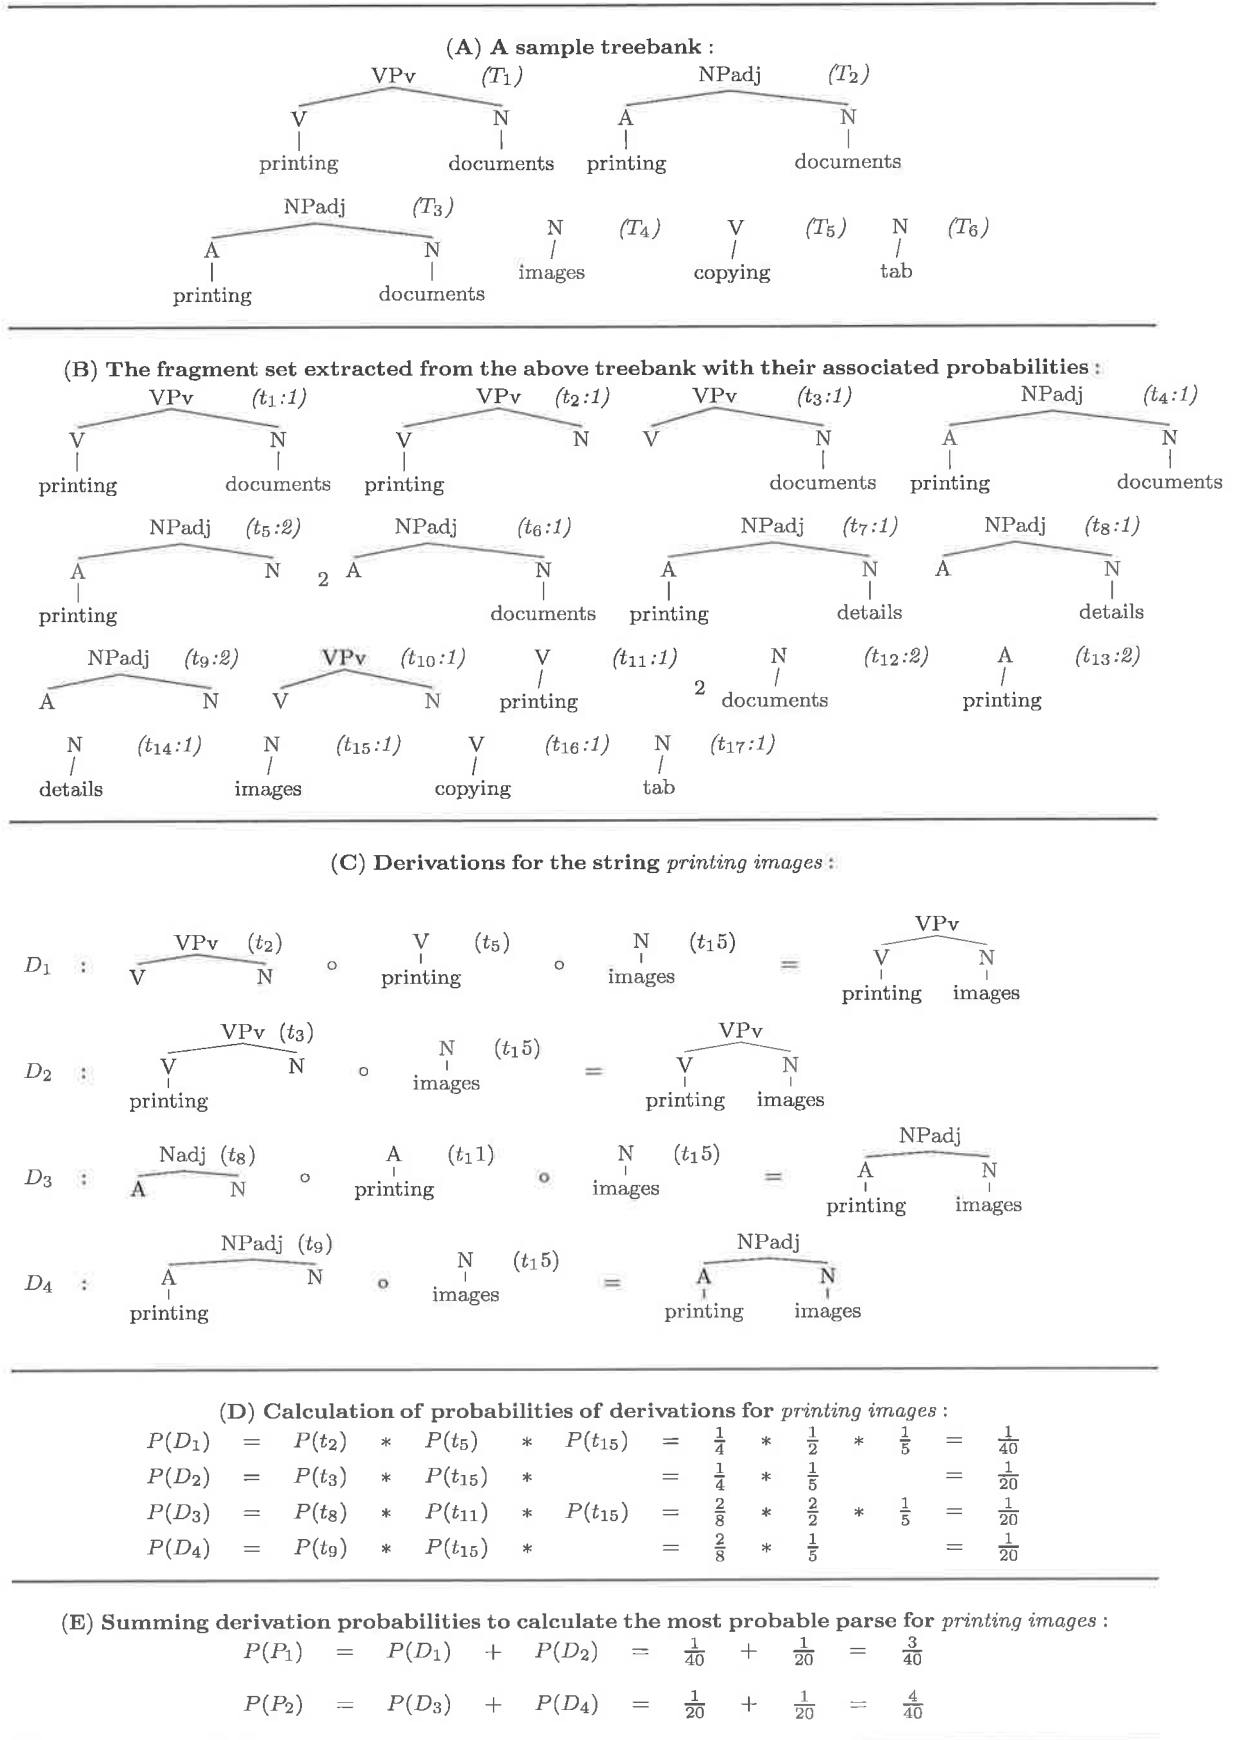 (A) A sample treebank :
VPv (T1) NPadj (T2)
V N A N
printing documents printing documents
NPadj (T3) N (T4) V (T5) N (T6)
A N images copying tab
printing documents
(B) The fragment set extracted from the above treebank with their associated probabilities :
VPv (t1:1) VPv (t2:1) VPv (t3:1) NPadj (t4:1)
V N V N V N A N
printing documents printing documents printing documents
NPadj (t5:2) NPadj (t6:1) NPadj (t7:1) NPadj (t8:1)
A N 2 A N A N A N
printing documents printing details details
NPadj (t9:2) VPv (t10:1) V (t11:1) N (t12:2) A (t13:2)
A N V N printing 2 documents printing
N (t14:1) N (t15:1) V (t16:1) N (t17:1)
details images copying tab
(C) Derivations for the string printing images :
VPv
VPv (t2) V (t5) N (t15)
D1 : V N ∘ printing ∘ images = V N
printing images
VPv (t3) N (t15) VPv
D2 : V N ∘ images = V N
printing printing images
NPadj
Nadj (t8) A (t11) N (t15)
D3 : A N ∘ printing ∘ images = A N
printing images
NPadj (t9) N (t15) NPadj
D4 : A N ∘ images = A N
printing printing images
(D) Calculation of probabilities of derivations for printing images :
P(D1) = P(t2) * P(t5) * P(t15) = 1/4 * 1/2 * 1/5 = 1/40
P(D2) = P(t3) * P(t15) * = 1/4 * 1/5 = 1/20
P(D3) = P(t8) * P(t11) * P(t15) = 2/8 * 2/2 * 1/5 = 1/20
P(D4) = P(t9) * P(t15) * = 2/8 * 1/5 = 1/20
(E) Summing derivation probabilities to calculate the most probable parse for printing images :
P(P1) = P(D1) + P(D2) = 1/40 + 1/20 = 3/40
P(P2) = P(D3) + P(D4) = 1/20 + 1/20 = 4/40